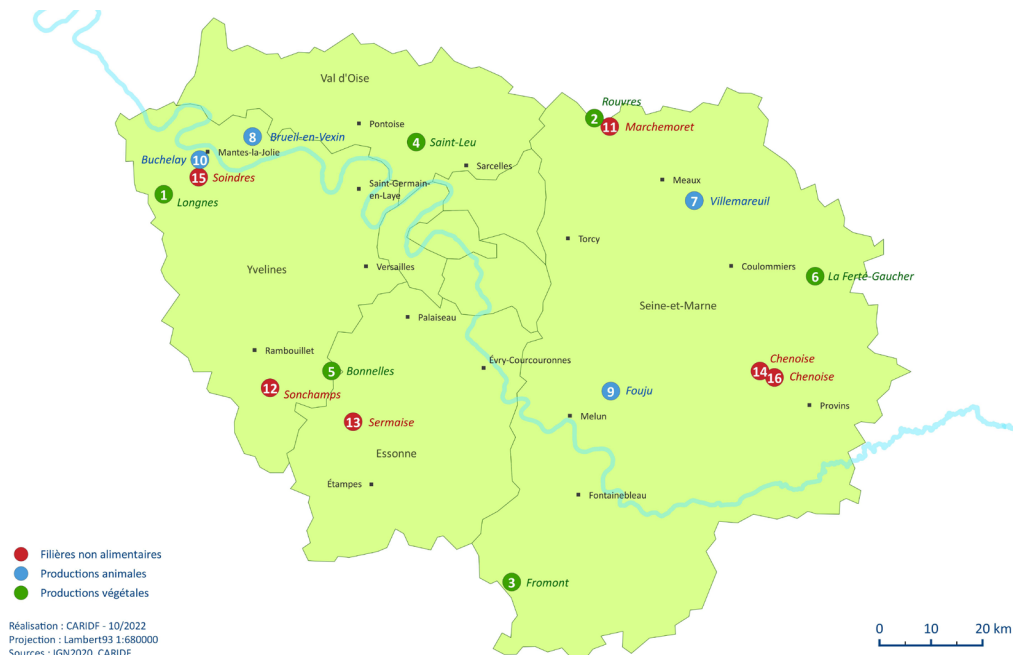 Val d'Oise
Rouvres
2
11
Marchemoret
Pontoise
8
Brueil-en-Vexin
4
Saint-Leu
Buchelay
10
Mantes-la-Jolie
Sarcelles
15
Soindres
Meaux
Saint-Germain-
en-Laye
1
Longnes
7
Villemareuil
Torcy
Yvelines
Versailles
Coulommiers
6
La Ferté-Gaucher
Seine-et-Marne
Palaiseau
Rambouillet
Évry-Courcouronnes
Chenoise
14
16
Chenoise
5
Bonnelles
12
Sonchamps
9
Fouju
Provins
13
Sermaise
Melun
Essonne
Étampes
Fontainebleau
3
Fromont
Filières non alimentaires
Productions animales
Productions végétales
Réalisation : CARIDF - 10/2022
Projection : Lambert93 1:680000
Sources : IGN2020, CARIDF
0 10 20 km